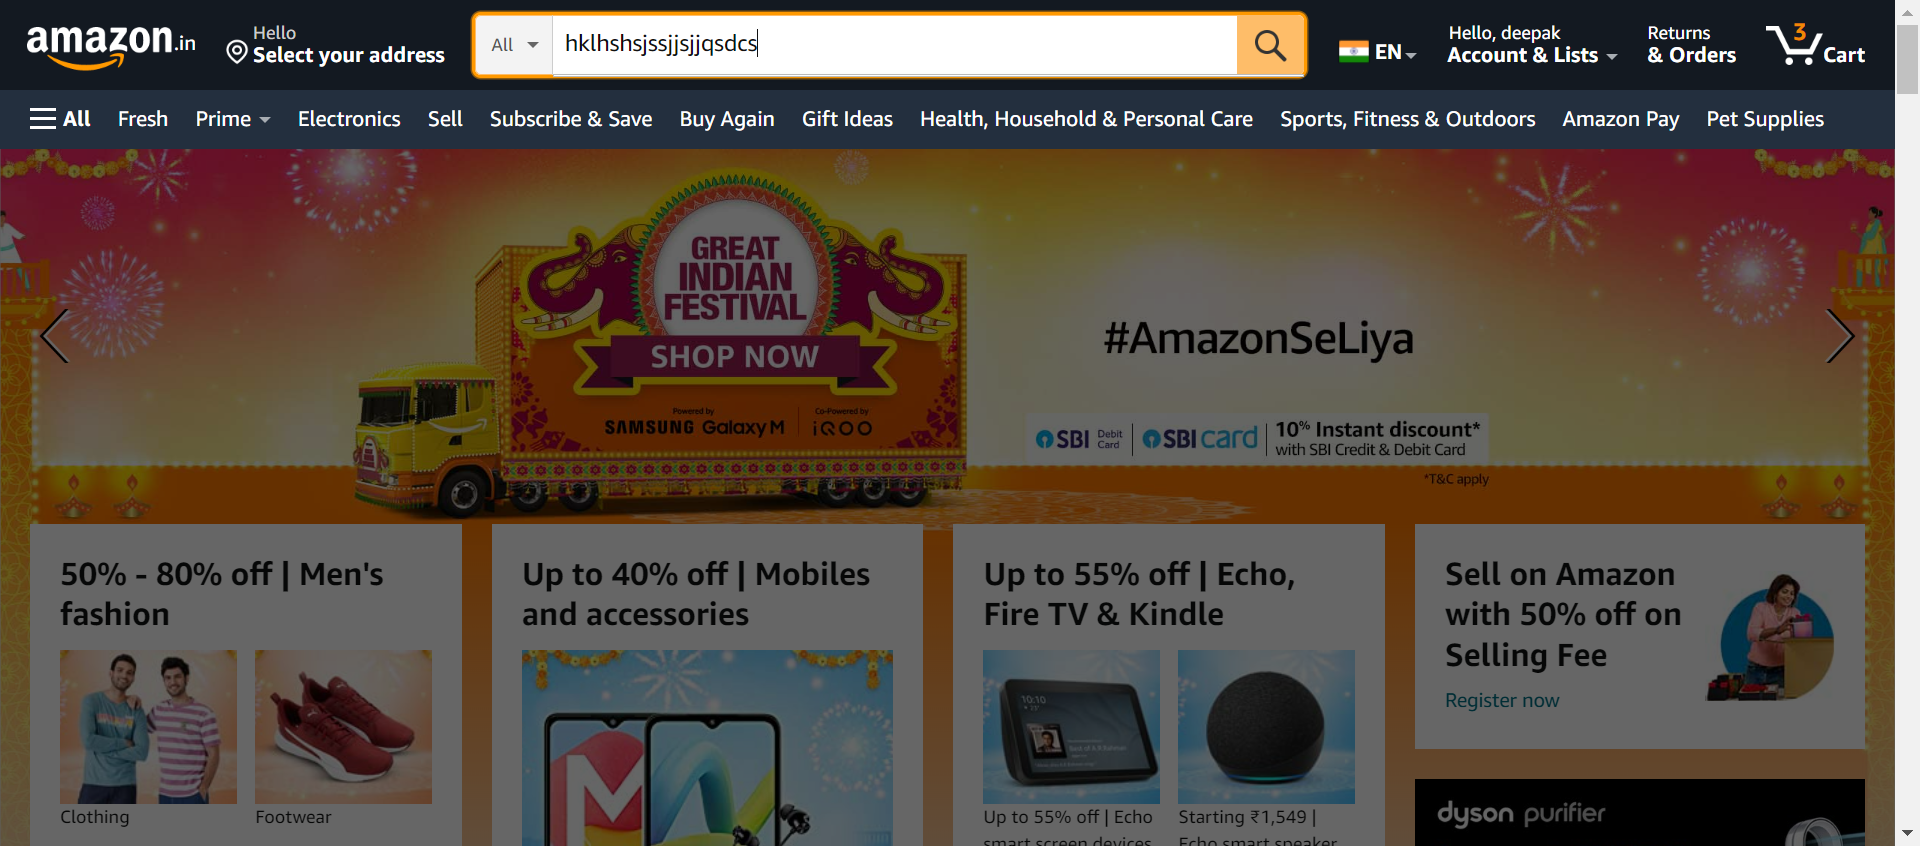 amazon.in
Hello
Select your address
All
hklhshsjssjjsjjqsdcs
EN
Hello, deepak
Account & Lists
Returns
& Orders
3
Cart
All
Fresh
Prime
Electronics
Sell
Subscribe & Save
Buy Again
Gift Ideas
Health, Household & Personal Care
Sports, Fitness & Outdoors
Amazon Pay
Pet Supplies
GREAT
INDIAN
FESTIVAL
SHOP NOW
Powered by
SAMSUNG Galaxy M
Co-Powered by
iQOO
#AmazonSeLiya
SBI Debit Card
SBI card
10% Instant discount*
with SBI Credit & Debit Card
*T&C apply
50% - 80% off | Men's
fashion
Clothing
Footwear
Up to 40% off | Mobiles
and accessories
Up to 55% off | Echo,
Fire TV & Kindle
10:10
Up to 55% off | Echo
smart screen devices
Starting ₹1,549 |
Echo smart speaker
Sell on Amazon
with 50% off on
Selling Fee
Register now
dyson purifier